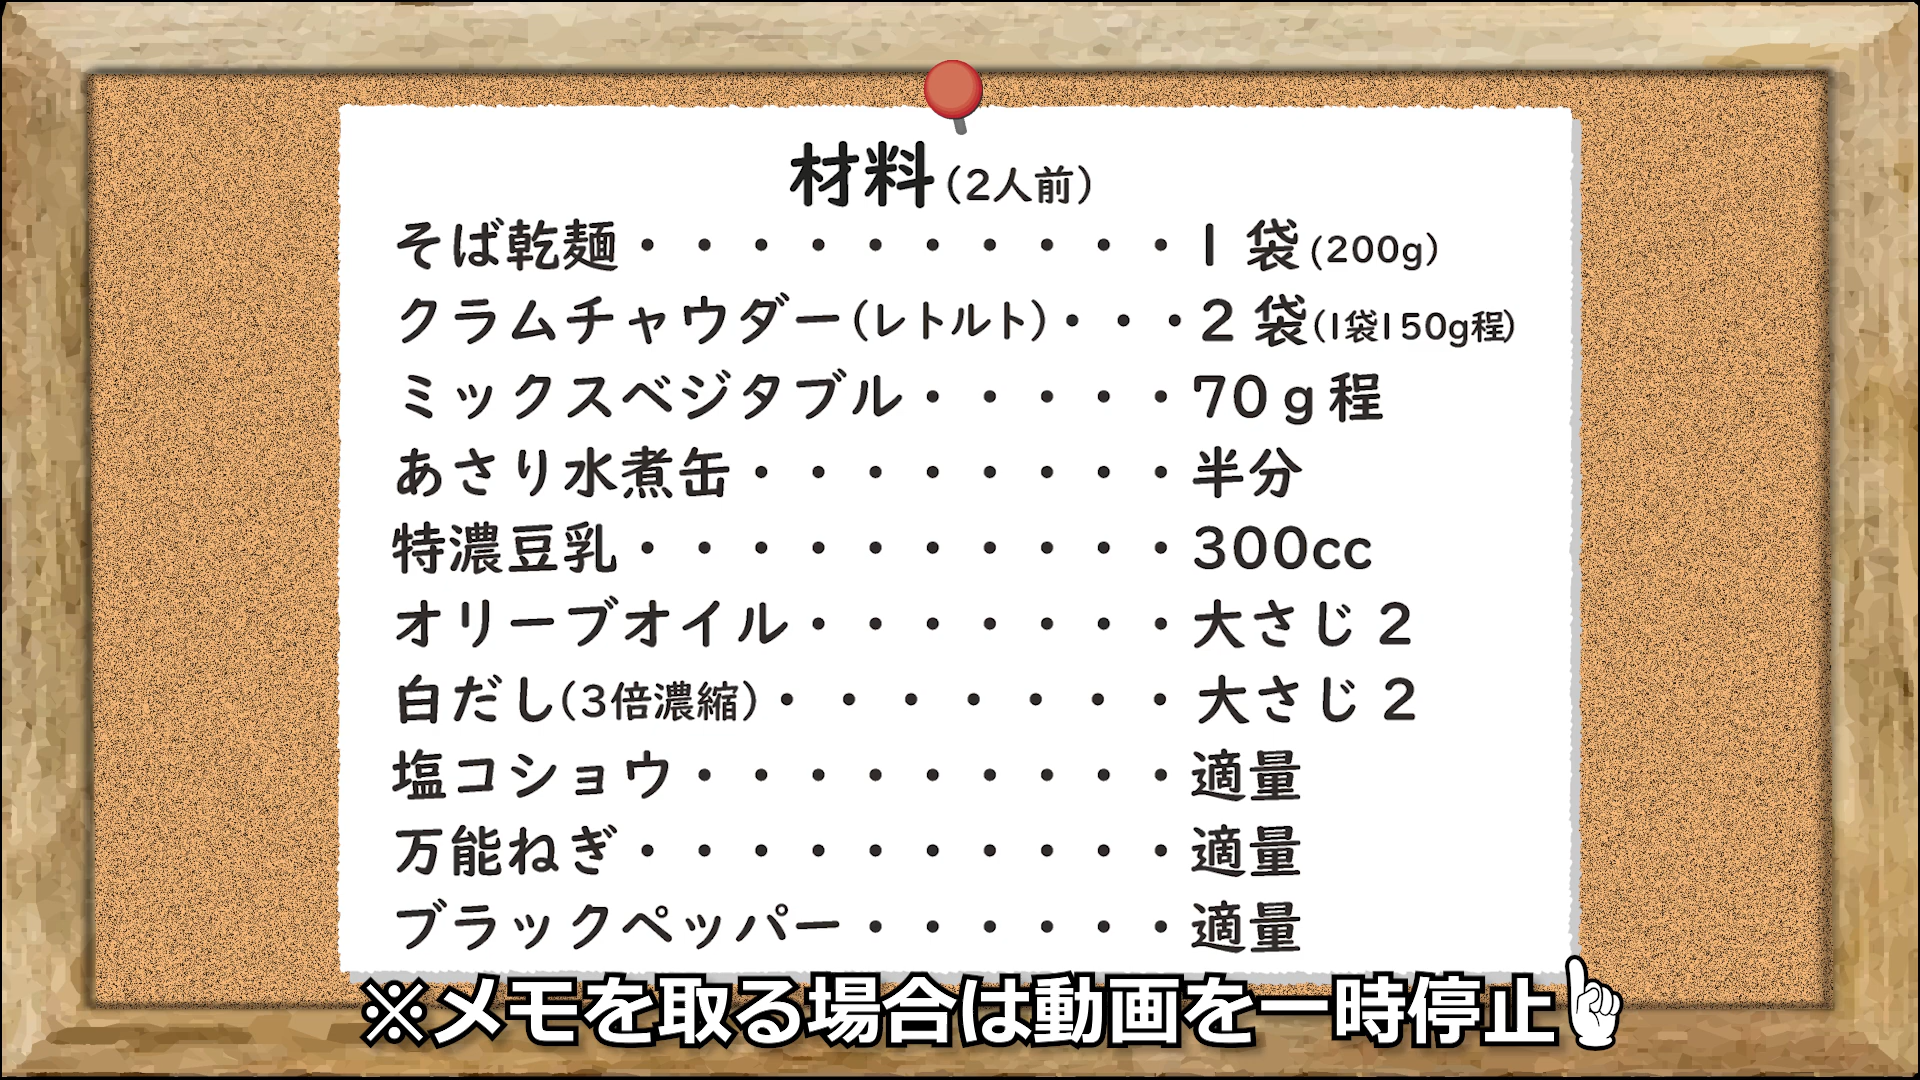 材料(2人前)
そば乾麺・・・・・・・・・・1 袋(200g)
クラムチャウダー(レトルト)・・・2 袋(1袋150g程)
ミックスベジタブル・・・・・70g程
あさり水煮缶・・・・・・・・半分
特濃豆乳・・・・・・・・・・300cc
オリーブオイル・・・・・・・大さじ 2
白だし(3倍濃縮)・・・・・・・大さじ 2
塩コショウ・・・・・・・・・適量
万能ねぎ・・・・・・・・・・適量
ブラックペッパー・・・・・・適量
※メモを取る場合は動画を一時停止